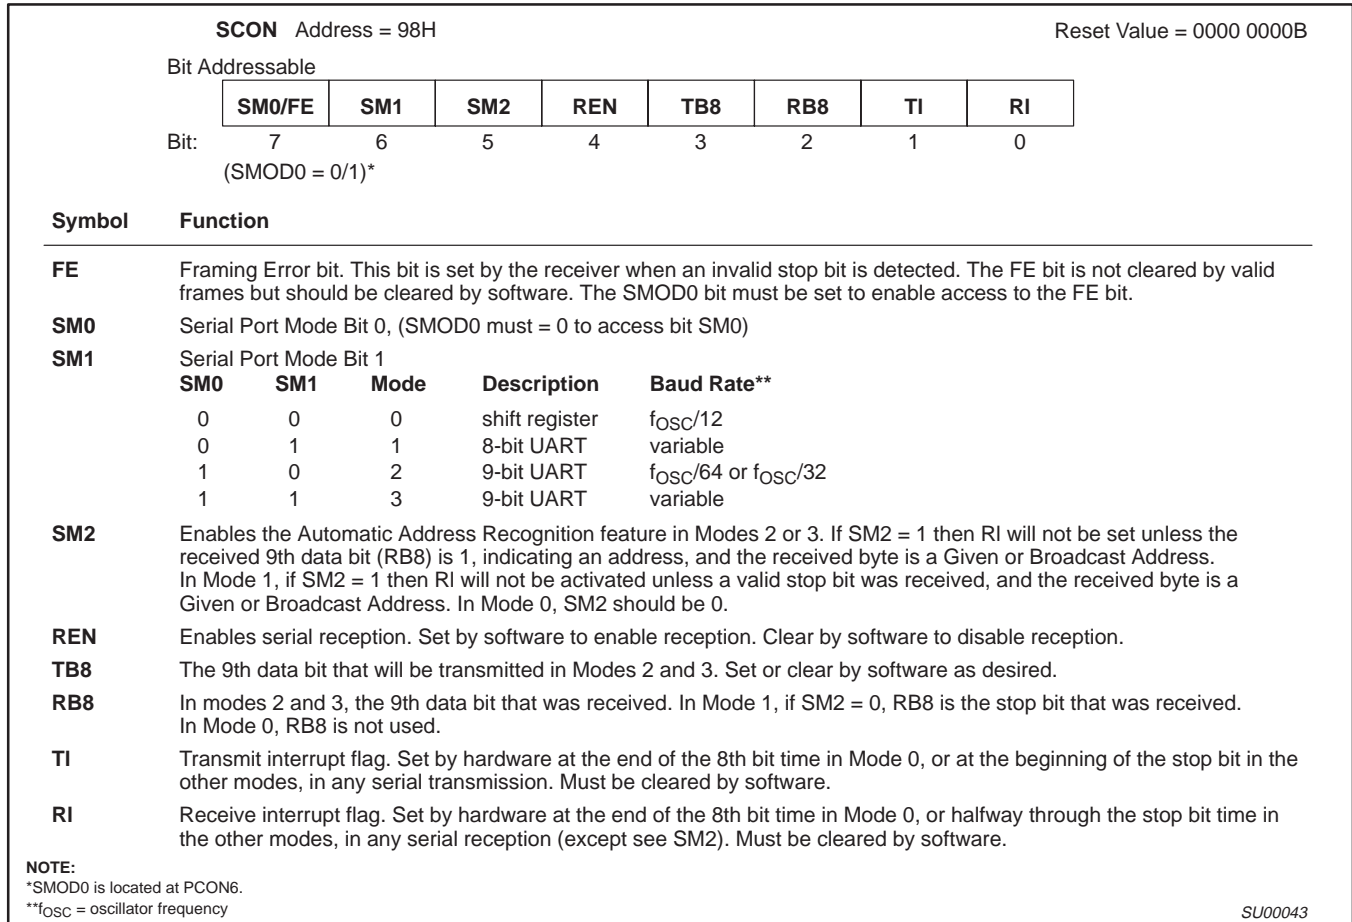 SCON Address = 98H Reset Value = 0000 0000B
Bit Addressable
SM0/FE SM1 SM2 REN TB8 RB8 TI RI
Bit: 7 6 5 4 3 2 1 0
(SMOD0 = 0/1)*
Symbol Function
FE Framing Error bit. This bit is set by the receiver when an invalid stop bit is detected. The FE bit is not cleared by valid
frames but should be cleared by software. The SMOD0 bit must be set to enable access to the FE bit.
SM0 Serial Port Mode Bit 0, (SMOD0 must = 0 to access bit SM0)
SM1 Serial Port Mode Bit 1
SM0 SM1 Mode Description Baud Rate**
0 0 0 shift register fOSC/12
0 1 1 8-bit UART variable
1 0 2 9-bit UART fOSC/64 or fOSC/32
1 1 3 9-bit UART variable
SM2 Enables the Automatic Address Recognition feature in Modes 2 or 3. If SM2 = 1 then RI will not be set unless the
received 9th data bit (RB8) is 1, indicating an address, and the received byte is a Given or Broadcast Address.
In Mode 1, if SM2 = 1 then RI will not be activated unless a valid stop bit was received, and the received byte is a
Given or Broadcast Address. In Mode 0, SM2 should be 0.
REN Enables serial reception. Set by software to enable reception. Clear by software to disable reception.
TB8 The 9th data bit that will be transmitted in Modes 2 and 3. Set or clear by software as desired.
RB8 In modes 2 and 3, the 9th data bit that was received. In Mode 1, if SM2 = 0, RB8 is the stop bit that was received.
In Mode 0, RB8 is not used.
TI Transmit interrupt flag. Set by hardware at the end of the 8th bit time in Mode 0, or at the beginning of the stop bit in the
other modes, in any serial transmission. Must be cleared by software.
RI Receive interrupt flag. Set by hardware at the end of the 8th bit time in Mode 0, or halfway through the stop bit time in
the other modes, in any serial reception (except see SM2). Must be cleared by software.
NOTE:
*SMOD0 is located at PCON6.
**fOSC = oscillator frequency SU00043